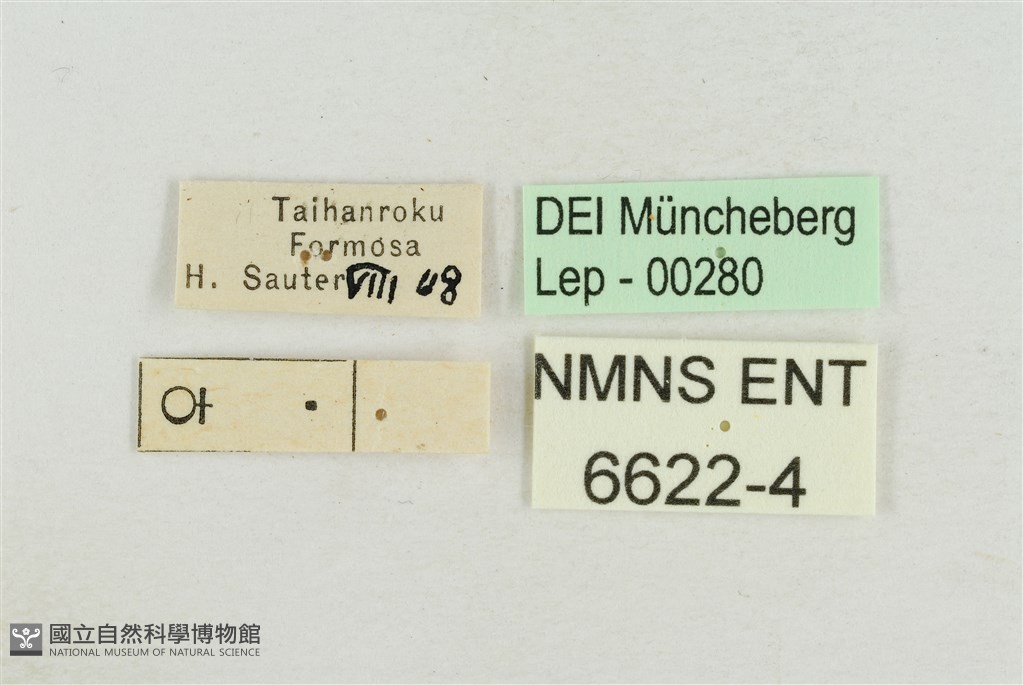 Taihanroku
Formosa
H. Sauter VIII 08
DEI Müncheberg
Lep - 00280
♀
NMNS ENT
6622-4
國立自然科學博物館
NATIONAL MUSEUM OF NATURAL SCIENCE